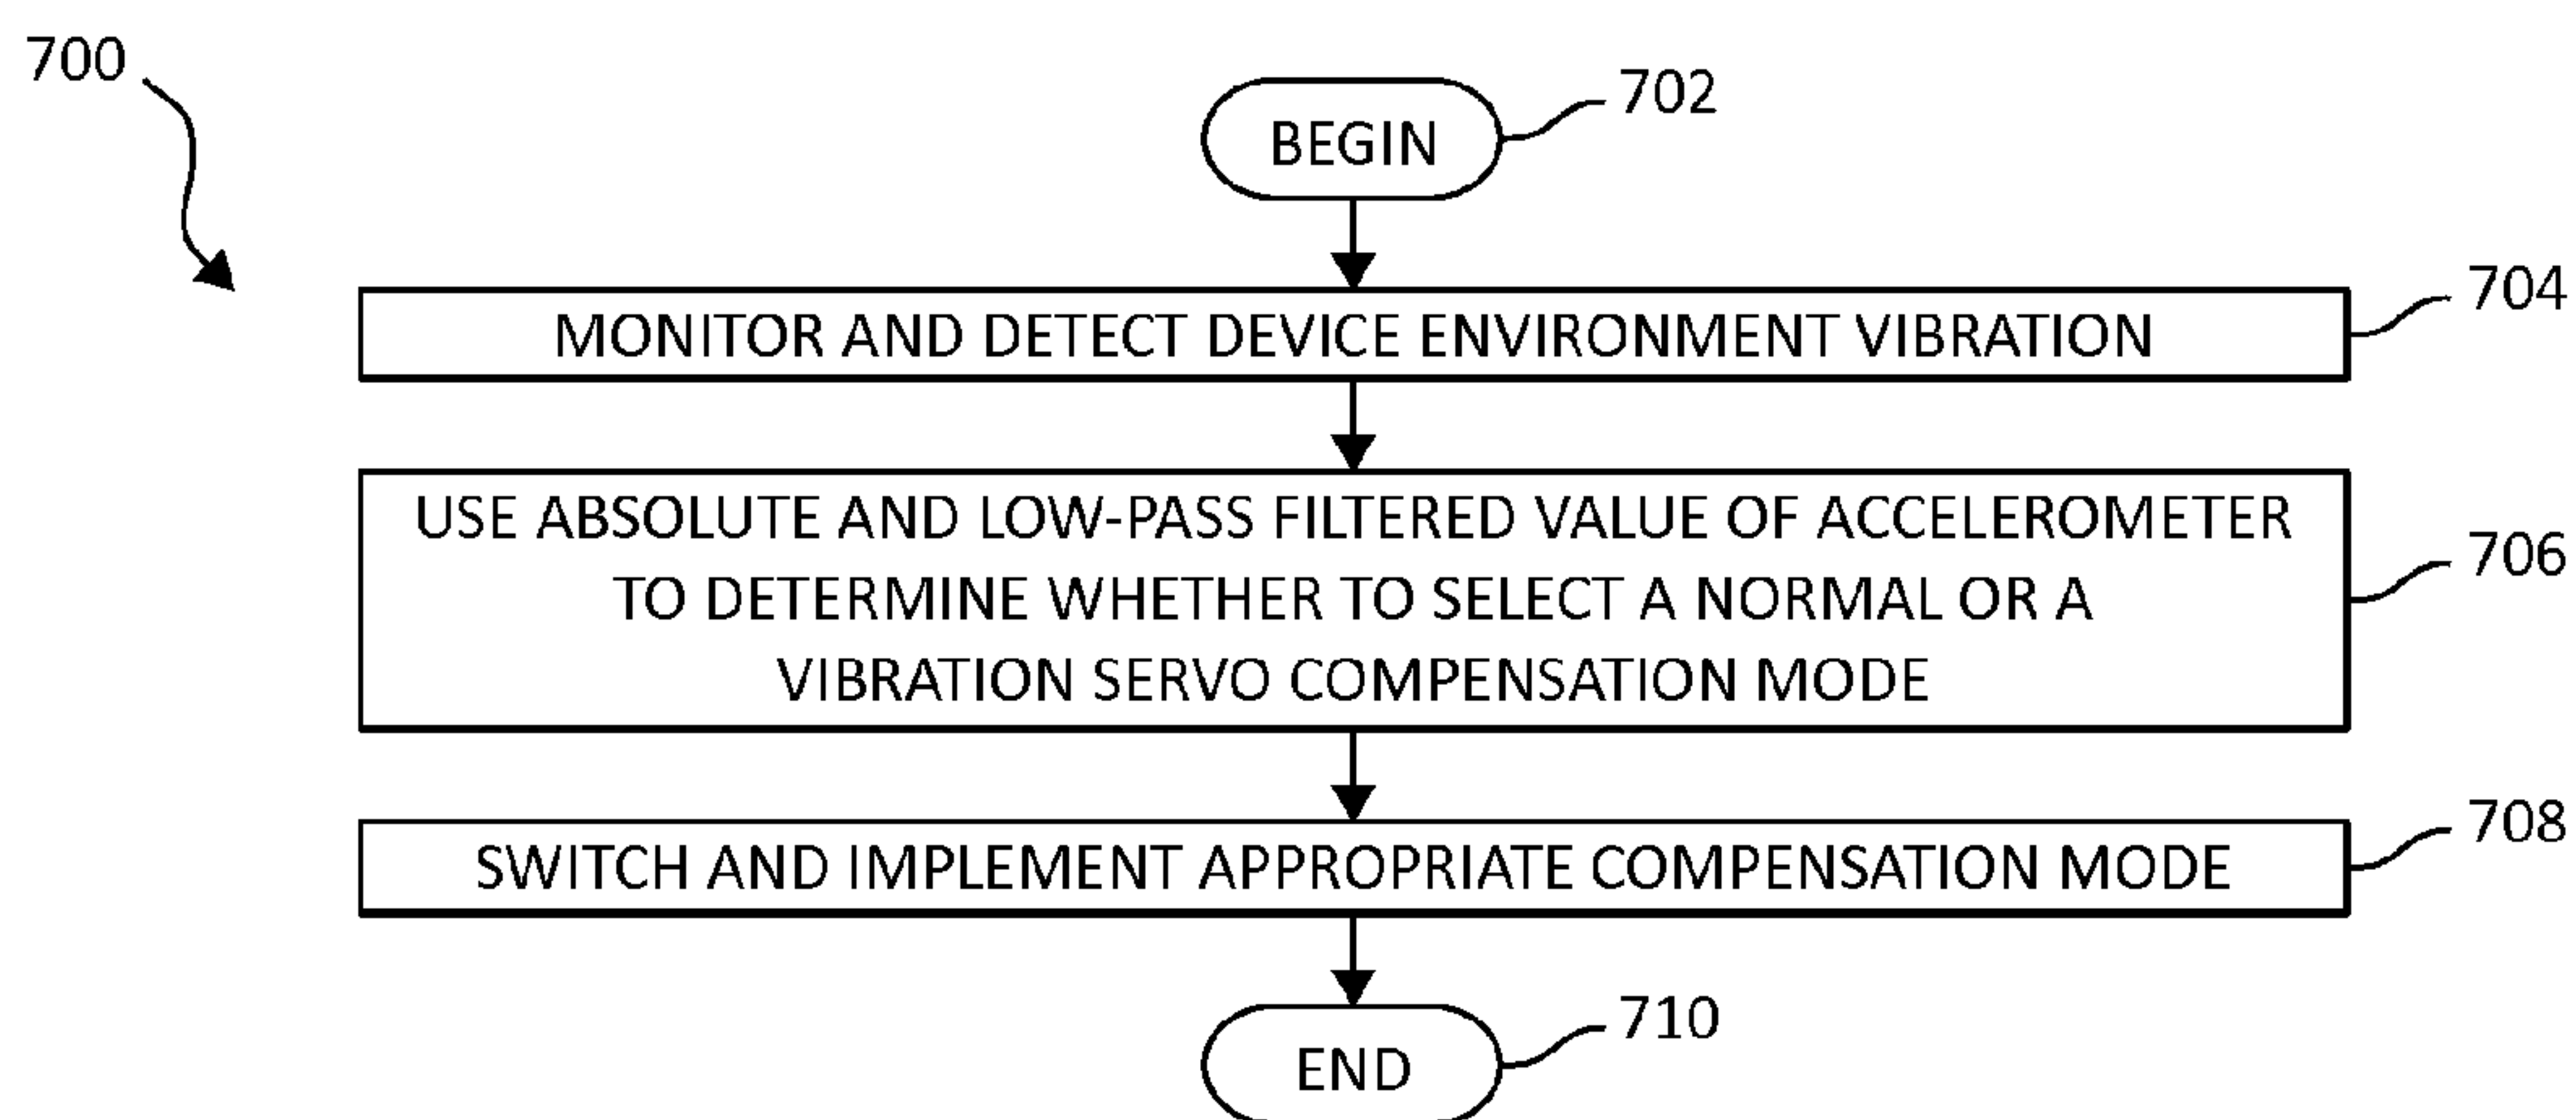 700
BEGIN
702
MONITOR AND DETECT DEVICE ENVIRONMENT VIBRATION
704
USE ABSOLUTE AND LOW-PASS FILTERED VALUE OF ACCELEROMETER
TO DETERMINE WHETHER TO SELECT A NORMAL OR A
VIBRATION SERVO COMPENSATION MODE
706
SWITCH AND IMPLEMENT APPROPRIATE COMPENSATION MODE
708
END
710